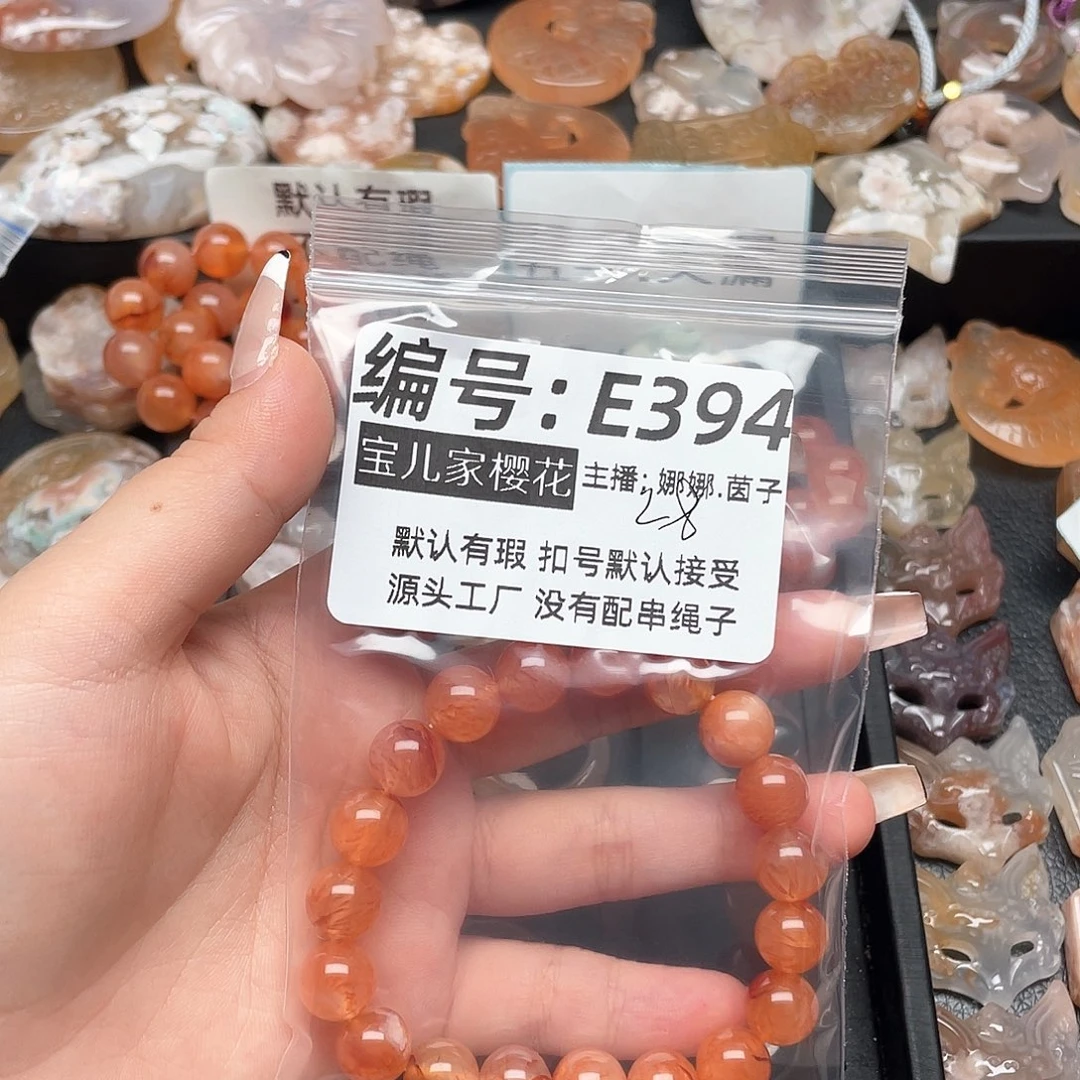 默认有瑕
编号：E394
宝儿家樱花 主播：娜娜.茵子
28
默认有瑕 扣号默认接受
源头工厂 没有配串绳子